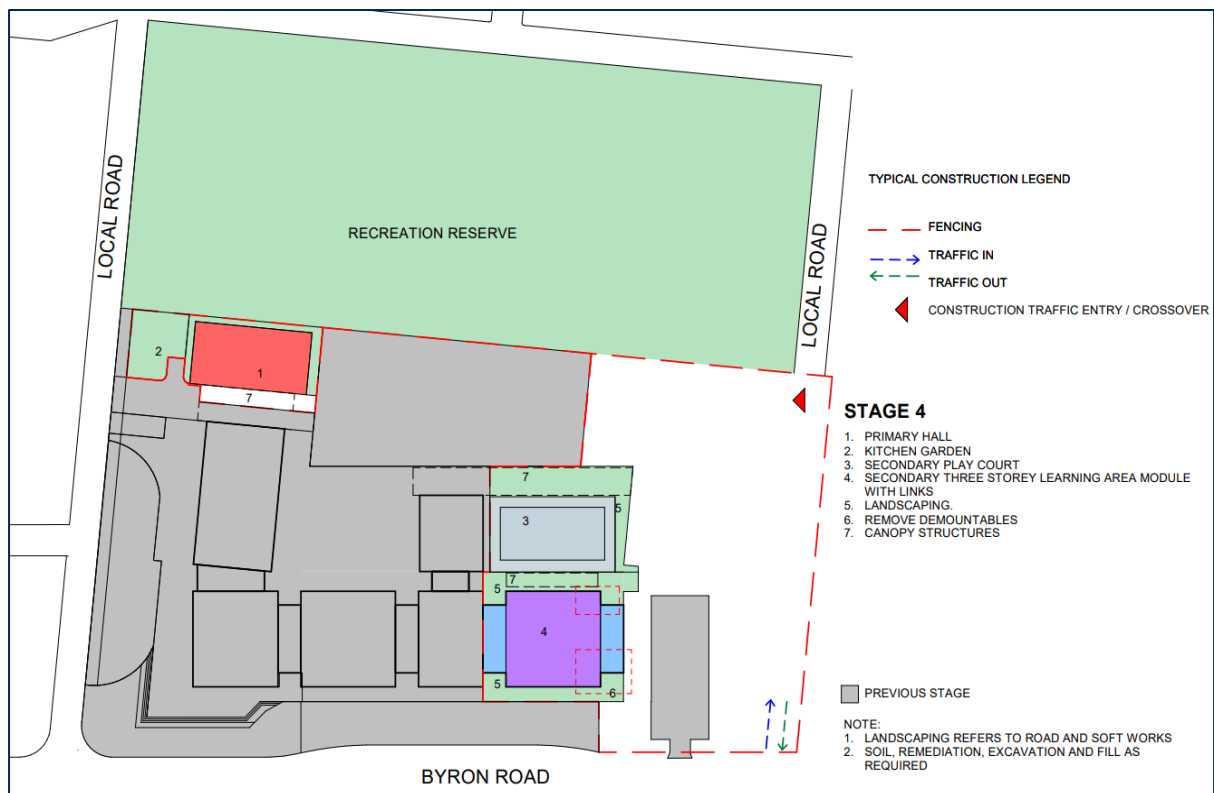 LOCAL ROAD
RECREATION RESERVE
LOCAL ROAD
TYPICAL CONSTRUCTION LEGEND
FENCING
TRAFFIC IN
TRAFFIC OUT
CONSTRUCTION TRAFFIC ENTRY / CROSSOVER
2
1
7
7
3
5
7
5
4
5
6
STAGE 4
1. PRIMARY HALL
2. KITCHEN GARDEN
3. SECONDARY PLAY COURT
4. SECONDARY THREE STOREY LEARNING AREA MODULE
WITH LINKS
5. LANDSCAPING.
6. REMOVE DEMOUNTABLES
7. CANOPY STRUCTURES
PREVIOUS STAGE
NOTE:
1. LANDSCAPING REFERS TO ROAD AND SOFT WORKS
2. SOIL, REMEDIATION, EXCAVATION AND FILL AS
REQUIRED
BYRON ROAD